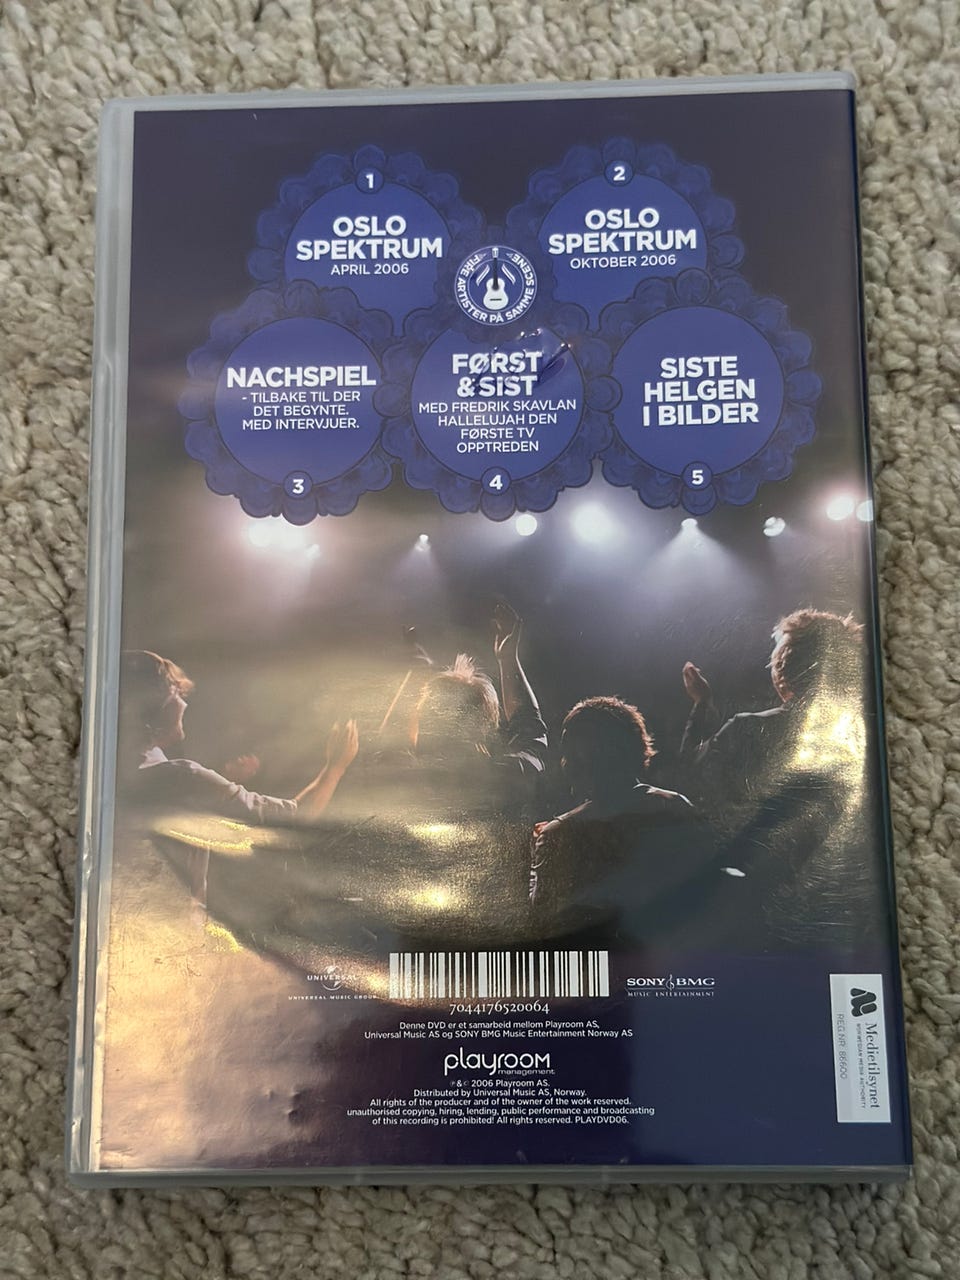 1
OSLO
SPEKTRUM
APRIL 2006
2
OSLO
SPEKTRUM
OKTOBER 2006
FIRE ARTISTER PÅ SAMME SCENE
NACHSPIEL
- TILBAKE TIL DER
DET BEGYNTE.
MED INTERVJUER.
3
FØRST
& SIST
MED FREDRIK SKAVLAN
HALLELUJAH DEN
FØRSTE TV
OPPTREDEN
4
SISTE
HELGEN
I BILDER
5
UNIVERSAL
UNIVERSAL MUSIC GROUP
7044176520064
SONY BMG
MUSIC ENTERTAINMENT
Denne DVD er et samarbeid mellom Playroom AS,
Universal Music AS og SONY BMG Music Entertainment Norway AS
playroom
management
℗ & © 2006 Playroom AS.
Distributed by Universal Music AS, Norway.
All rights of the producer and of the owner of the work reserved.
unauthorised copying, hiring, lending, public performance and broadcasting
of this recording is prohibited! All rights reserved. PLAYDVD06.
Medietilsynet
NORWEGIAN MEDIA AUTHORITY
REG.NR: 86600